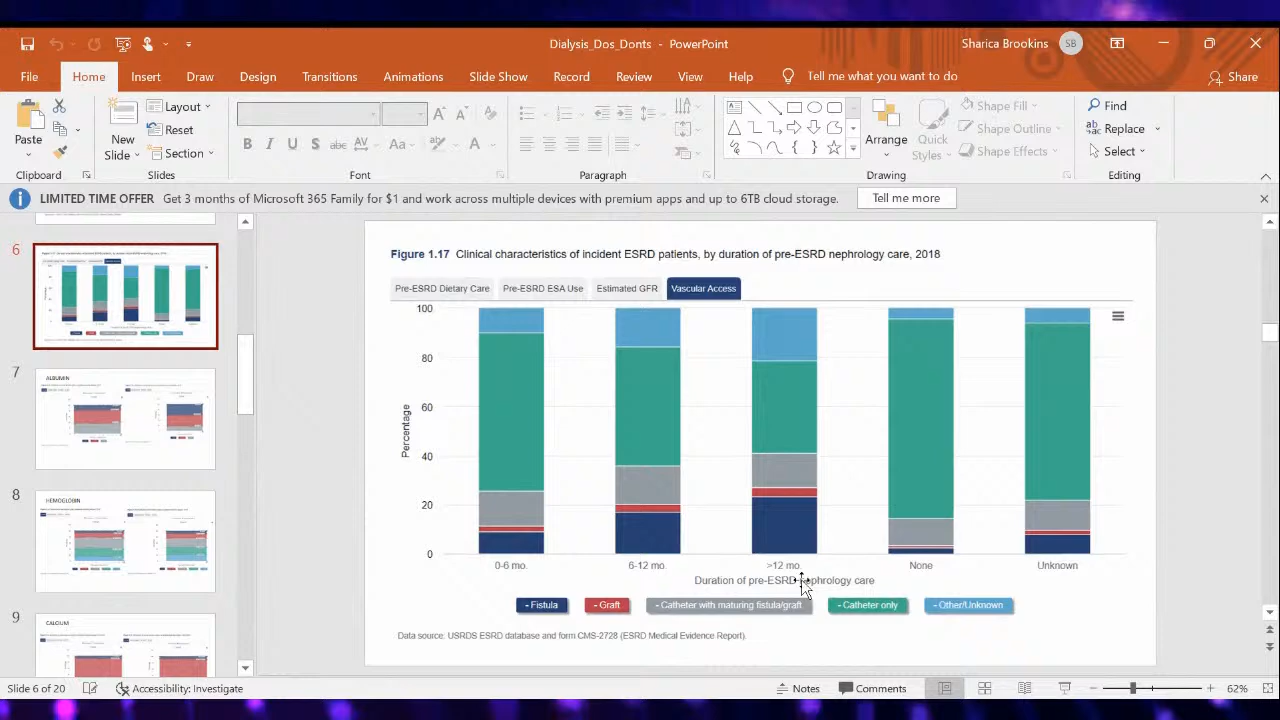 Dialysis_Dos_Donts - PowerPoint
Sharica Brookins SB
File Home Insert Draw Design Transitions Animations Slide Show Record Review View Help Tell me what you want to do Share
Paste
Clipboard
New Slide
Layout
Reset
Section
Slides
B I U S abc AV Aa A
Font
Paragraph
Arrange
Quick Styles
Shape Fill
Shape Outline
Shape Effects
Drawing
Find
Replace
Select
Editing
LIMITED TIME OFFER Get 3 months of Microsoft 365 Family for $1 and work across multiple devices with premium apps and up to 6TB cloud storage. Tell me more
6
7
ALBUMIN
8
HEMOGLOBIN
9
CALCIUM
Figure 1.17 Clinical characteristics of incident ESRD patients, by duration of pre-ESRD nephrology care, 2018
Pre-ESRD Dietary Care Pre-ESRD ESA Use Estimated GFR Vascular Access
Percentage
100
80
60
40
20
0
0-6 mo. 6-12 mo. >12 mo. None Unknown
Duration of pre-ESRD nephrology care
- Fistula - Graft - Catheter with maturing fistula/graft - Catheter only - Other/Unknown
Data source: USRDS ESRD database and form CMS-2728 (ESRD Medical Evidence Report).
Slide 6 of 20 Accessibility: Investigate Notes Comments 62%